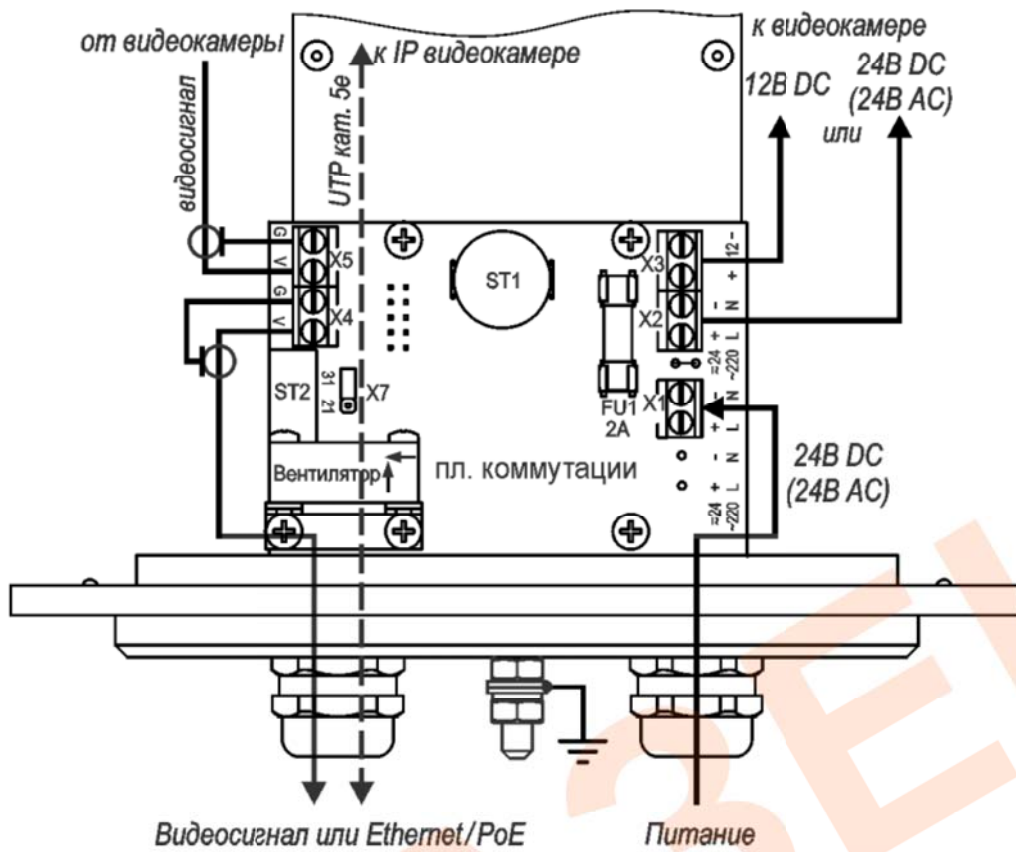 от видеокамеры
видеосигнал
к IP видеокамере
UTP кат. 5е
к видеокамере
12В DC
или
24В DC
(24В AC)
G
V
X5
G
V
X4
ST1
ST2
31
21
X7
Вентилятор
пл. коммутации
FU1
2А
X3
12 -
+
X2
- N
+ L
=24 ~220
X1
- N
+ L
- N
+ L
=24 ~220
24В DC
(24В AC)
Видеосигнал или Ethernet/PoE
Питание
ЗЕ